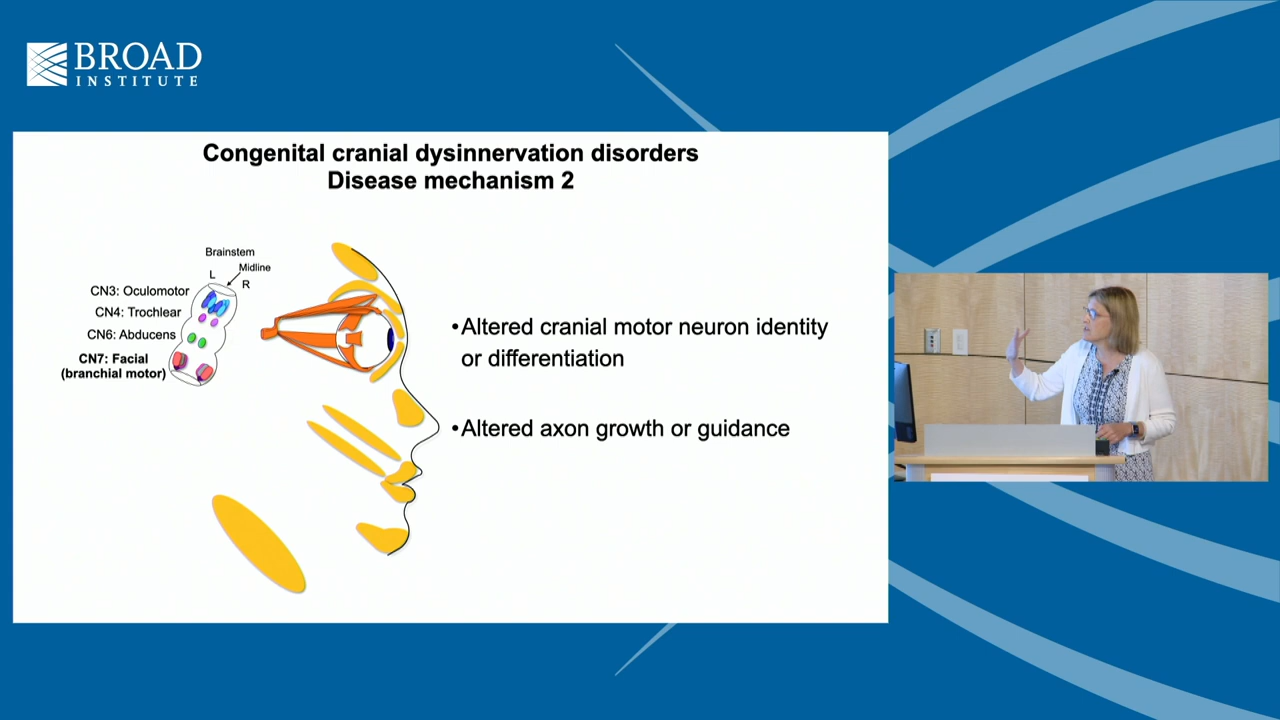 BROAD
INSTITUTE
Congenital cranial dysinnervation disorders
Disease mechanism 2
Brainstem
Midline
L
R
CN3: Oculomotor
CN4: Trochlear
CN6: Abducens
CN7: Facial
(branchial motor)
•Altered cranial motor neuron identity
or differentiation
•Altered axon growth or guidance